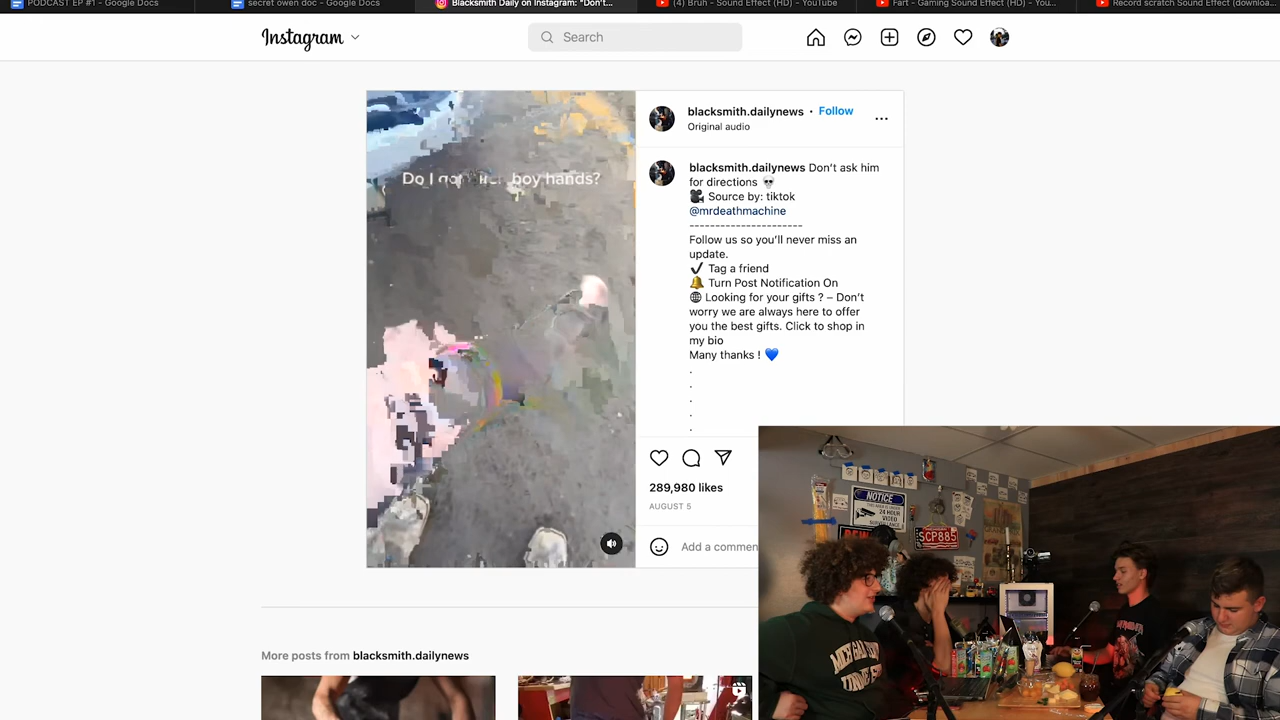 PODCAST EP #1 - Google Docs
secret owen doc - Google Docs
Blacksmith Daily on Instagram: "Don't...
(4) Bruh - Sound Effect (HD) - YouTube
Fart - Gaming Sound Effect (HD) - You...
Record scratch Sound Effect (downloa...
Instagram
Search
Do I boy hands?
blacksmith.dailynews • Follow
Original audio
blacksmith.dailynews Don't ask him
for directions 💀
🎥 Source by: tiktok
@mrdeathmachine
----------------------
Follow us so you'll never miss an
update.
✔️ Tag a friend
🔔 Turn Post Notification On
🌐 Looking for your gifts ? – Don't
worry we are always here to offer
you the best gifts. Click to shop in
my bio
Many thanks ! 💙
.
.
.
.
.
289,980 likes
AUGUST 5
Add a commen
More posts from blacksmith.dailynews
NOTICE
24 HOUR
VIDEO
SCP885